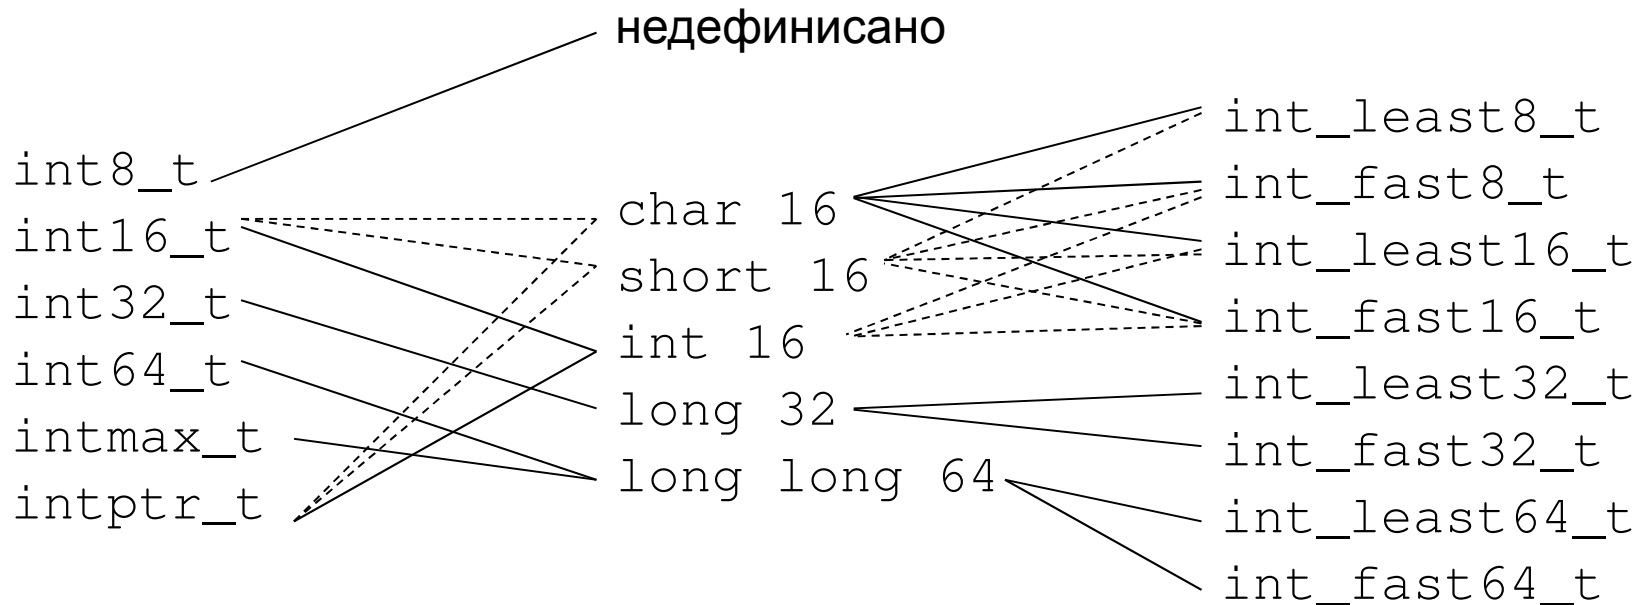 недефинисано
int8_t
int16_t
int32_t
int64_t
intmax_t
intptr_t
char 16
short 16
int 16
long 32
long long 64
int_least8_t
int_fast8_t
int_least16_t
int_fast16_t
int_least32_t
int_fast32_t
int_least64_t
int_fast64_t